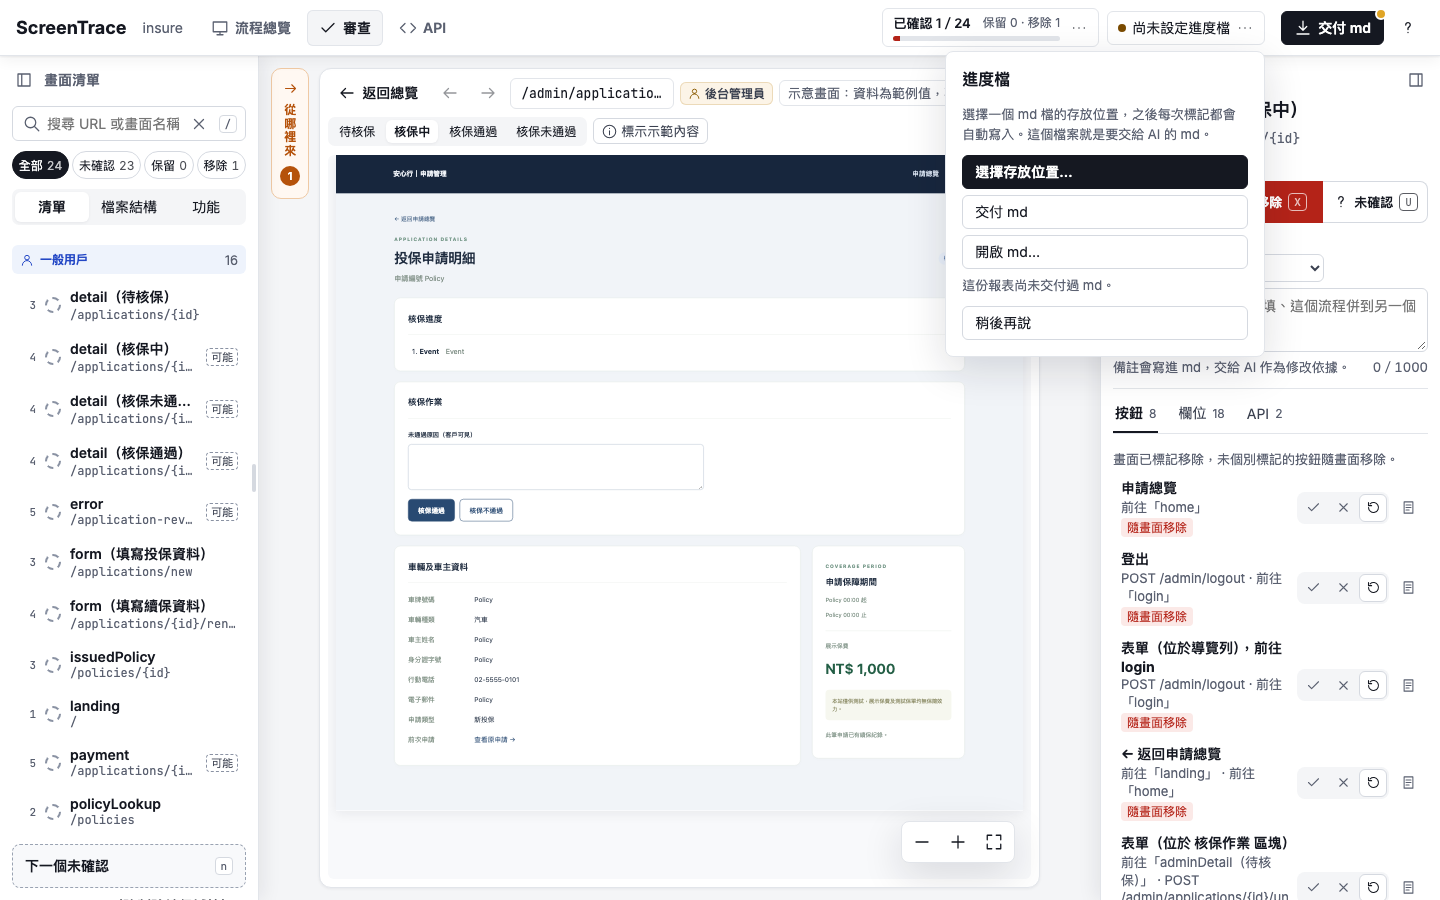 ScreenTrace
insure
流程總覽
審查
API
已確認 1 / 24
保留 0 · 移除 1
尚未設定進度檔
交付 md
?
畫面清單
搜尋 URL 或畫面名稱
/
全部 24
未確認 23
保留 0
移除 1
清單
檔案結構
功能
一般用戶
16
3
detail（待核保）
/applications/{id}
4
detail（核保中）
/applications/{i…
可能
4
detail（核保未通…
/applications/{i…
可能
4
detail（核保通過）
/applications/{i…
可能
5
error
/application-rev…
可能
3
form（填寫投保資料）
/applications/new
4
form（填寫續保資料）
/applications/{id}/ren…
3
issuedPolicy
/policies/{id}
1
landing
/
5
payment
/applications/{i…
可能
2
policyLookup
/policies
下一個未確認
n
從哪裡來
1
返回總覽
/admin/applicatio…
後台管理員
示意畫面：資料為範例值，
待核保
核保中
核保通過
核保未通過
標示示範內容
安心行 | 申請管理
申請總覽
← 返回申請總覽
APPLICATION DETAILS
投保申請明細
申請編號 Policy
核保進度
1. Event Event
核保作業
未通過原因（客戶可見）
核保通過
核保不通過
車輛及車主資料
車牌號碼
Policy
車輛種類
汽車
車主姓名
Policy
身分證字號
Policy
行動電話
02-5555-0101
電子郵件
Policy
申請類型
新投保
前次申請
查看原申請 →
COVERAGE PERIOD
申請保障期間
Policy 00:00 起
Policy 00:00 止
展示保費
NT$ 1,000
此筆申請已有續保紀錄。
進度檔
選擇一個 md 檔的存放位置，之後每次標記都會
自動寫入。這個檔案就是要交給 AI 的 md。
選擇存放位置…
交付 md
開啟 md…
這份報表尚未交付過 md。
稍後再說
保中）
/{id}
移除
X
? 未確認
U
填、這個流程併到另一個
備註會寫進 md，交給 AI 作為修改依據。
0 / 1000
按鈕 8
欄位 18
API 2
畫面已標記移除，未個別標記的按鈕隨畫面移除。
申請總覽
前往「home」
隨畫面移除
登出
POST /admin/logout · 前往
「login」
隨畫面移除
表單（位於導覽列），前往
login
POST /admin/logout · 前往
「login」
隨畫面移除
← 返回申請總覽
前往「landing」 · 前往
「home」
隨畫面移除
表單（位於 核保作業 區塊）
前往「adminDetail（待核
保）」 · POST
/admin/applications/{id}/un